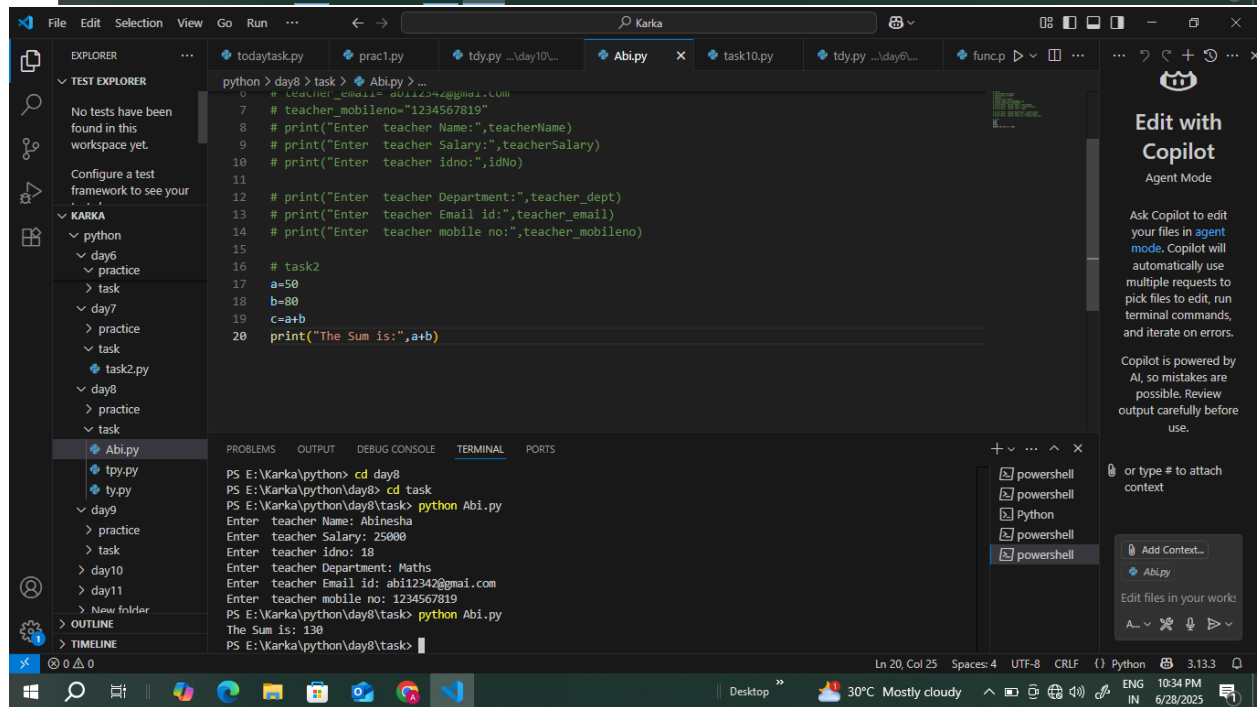 File Edit Selection View Go Run ··· Karka
EXPLORER ···
TEST EXPLORER
No tests have been
found in this
workspace yet.
Configure a test
framework to see your
KARKA
python
day6
practice
task
day7
practice
task
task2.py
day8
practice
task
Abi.py
tpy.py
ty.py
day9
practice
task
day10
day11
New folder
OUTLINE
TIMELINE
todaytask.py prac1.py tdy.py ...\day10\... Abi.py task10.py tdy.py ...\day6\... func.p
python > day8 > task > Abi.py > ...
6 # teacher_email="abi12342@gmai.com"
7 # teacher_mobileno="1234567819"
8 # print("Enter  teacher Name:",teacherName)
9 # print("Enter  teacher Salary:",teacherSalary)
10 # print("Enter  teacher idno:",idNo)
11
12 # print("Enter  teacher Department:",teacher_dept)
13 # print("Enter  teacher Email id:",teacher_email)
14 # print("Enter  teacher mobile no:",teacher_mobileno)
15
16 # task2
17 a=50
18 b=80
19 c=a+b
20 print("The Sum is:",a+b)
PROBLEMS OUTPUT DEBUG CONSOLE TERMINAL PORTS
PS E:\Karka\python> cd day8
PS E:\Karka\python\day8> cd task
PS E:\Karka\python\day8\task> python Abi.py
Enter  teacher Name: Abinesha
Enter  teacher Salary: 25000
Enter  teacher idno: 18
Enter  teacher Department: Maths
Enter  teacher Email id: abi12342@gmai.com
Enter  teacher mobile no: 1234567819
PS E:\Karka\python\day8\task> python Abi.py
The Sum is: 130
PS E:\Karka\python\day8\task>
powershell
powershell
Python
powershell
powershell
Edit with
Copilot
Agent Mode
Ask Copilot to edit
your files in agent
mode. Copilot will
automatically use
multiple requests to
pick files to edit, run
terminal commands,
and iterate on errors.
Copilot is powered by
AI, so mistakes are
possible. Review
output carefully before
use.
or type # to attach
context
Add Context...
Abi.py
Edit files in your works
A...
0 0 Ln 20, Col 25 Spaces: 4 UTF-8 CRLF {} Python 3.13.3
Desktop 30°C Mostly cloudy ENG IN 10:34 PM 6/28/2025